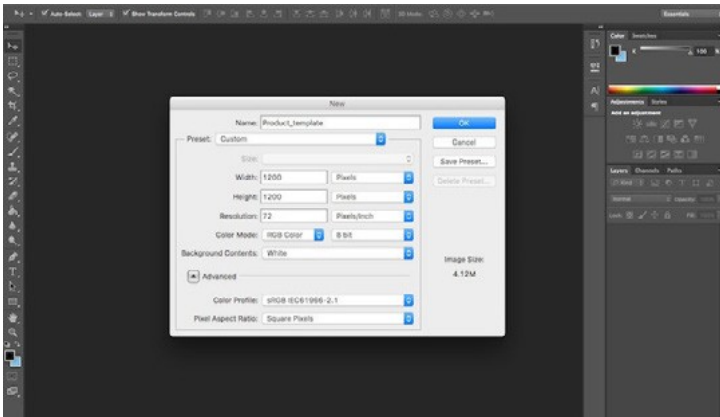 Auto-Select: Layer Show Transform Controls 3D Mode: Essentials
Color Swatches
K 100 %
Adjustments Styles
Add an adjustment
Layers Channels Paths
Kind
Normal Opacity:
Lock: Fill:
New
Name: Product_template
OK
Preset: Custom
Cancel
Size:
Save Preset...
Width: 1200 Pixels
Delete Preset...
Height: 1200 Pixels
Resolution: 72 Pixels/Inch
Color Mode: RGB Color 8 bit
Background Contents: White
Image Size:
4.12M
Advanced
Color Profile: sRGB IEC61966-2.1
Pixel Aspect Ratio: Square Pixels